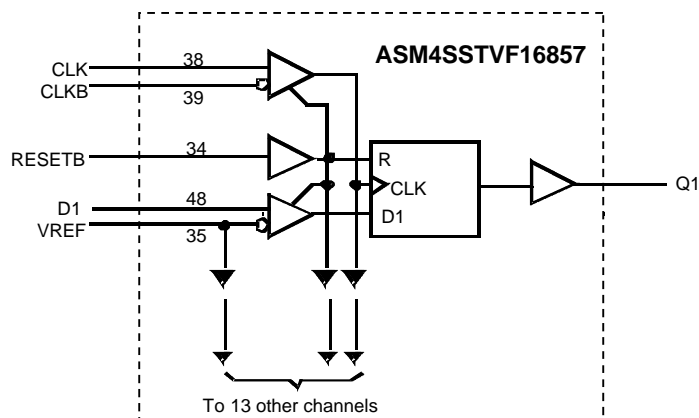 ASM4SSTVF16857
CLK 38
CLKB 39
RESETB 34
R
CLK
D1
Q1
D1 48
VREF 35
To 13 other channels